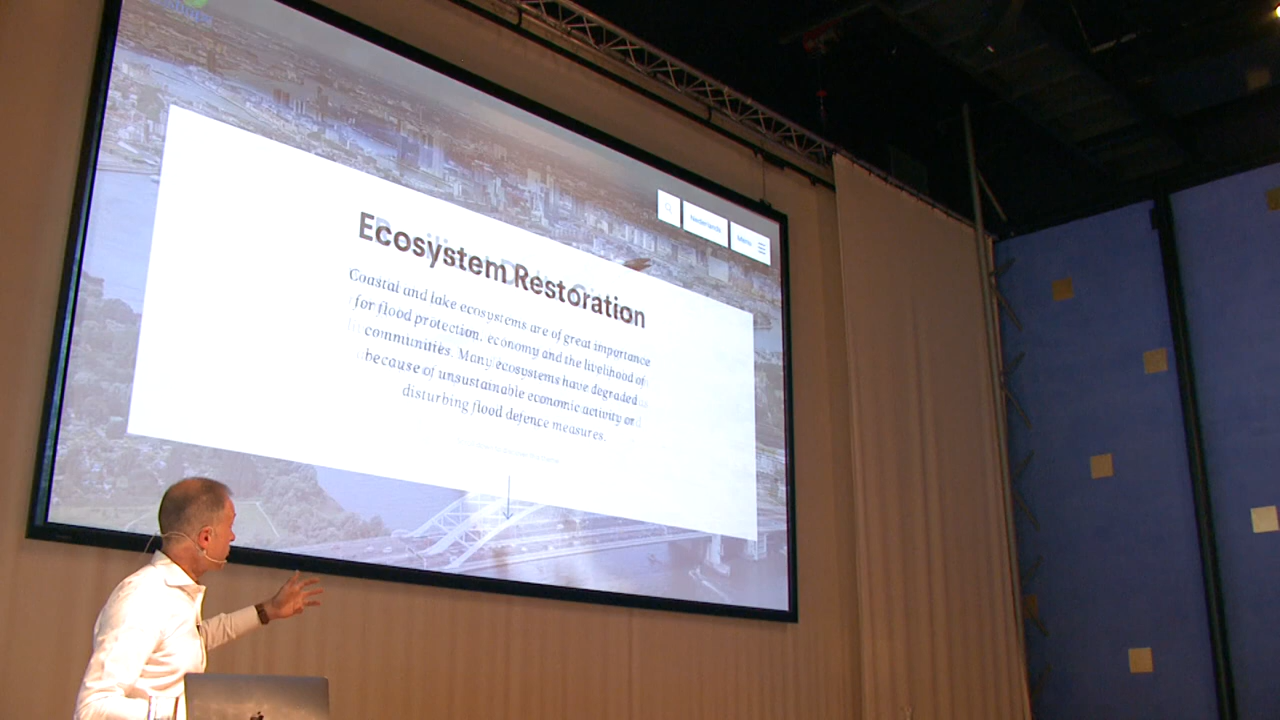 Nederlands
Menu
Ecosystem Restoration
Coastal and lake ecosystems are of great importance
for flood protection, economy and the livelihood of
communities. Many ecosystems have degraded
because of unsustainable economic activity or
disturbing flood defence measures.